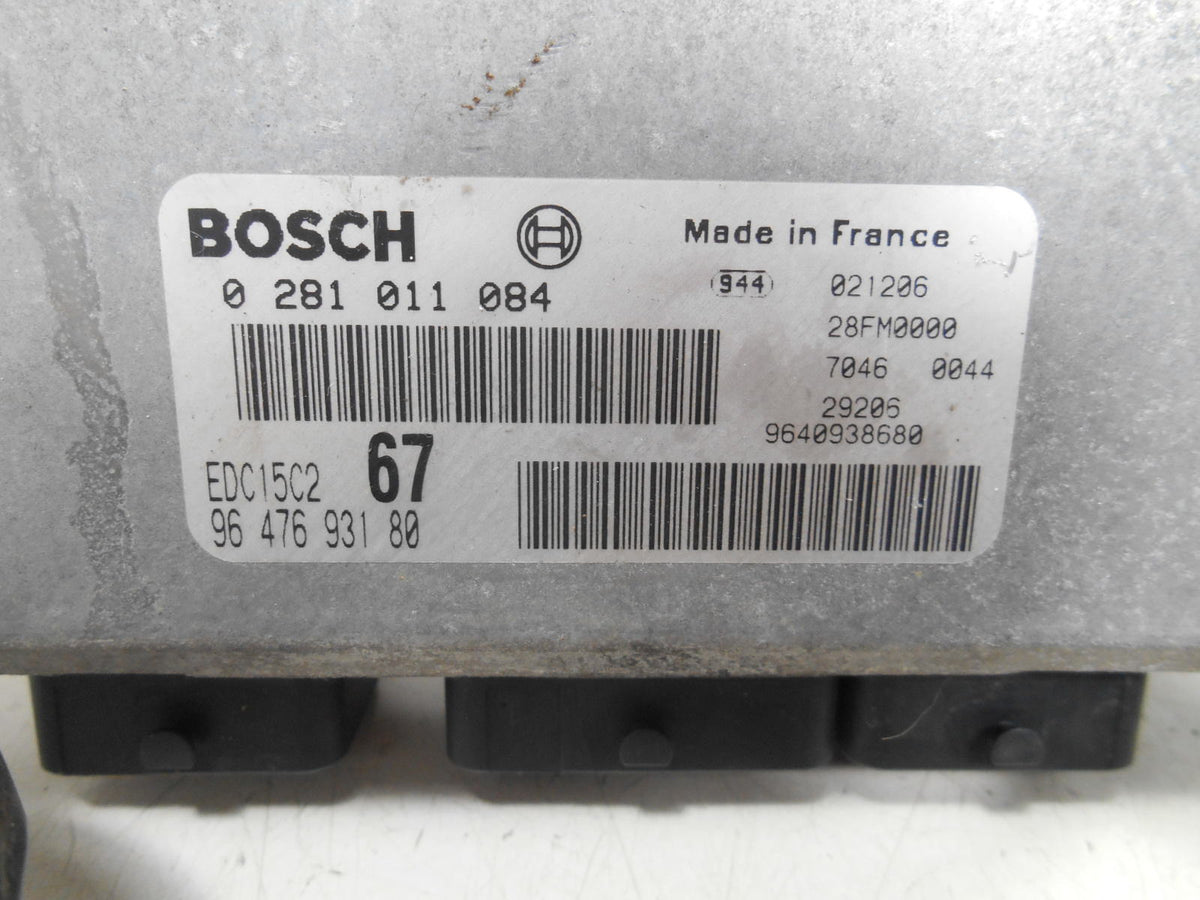 BOSCH
Made in France
0 281 011 084
944 021206
28FM0000
7046 0044
29206
9640938680
67
EDC15C2
96 476 931 80